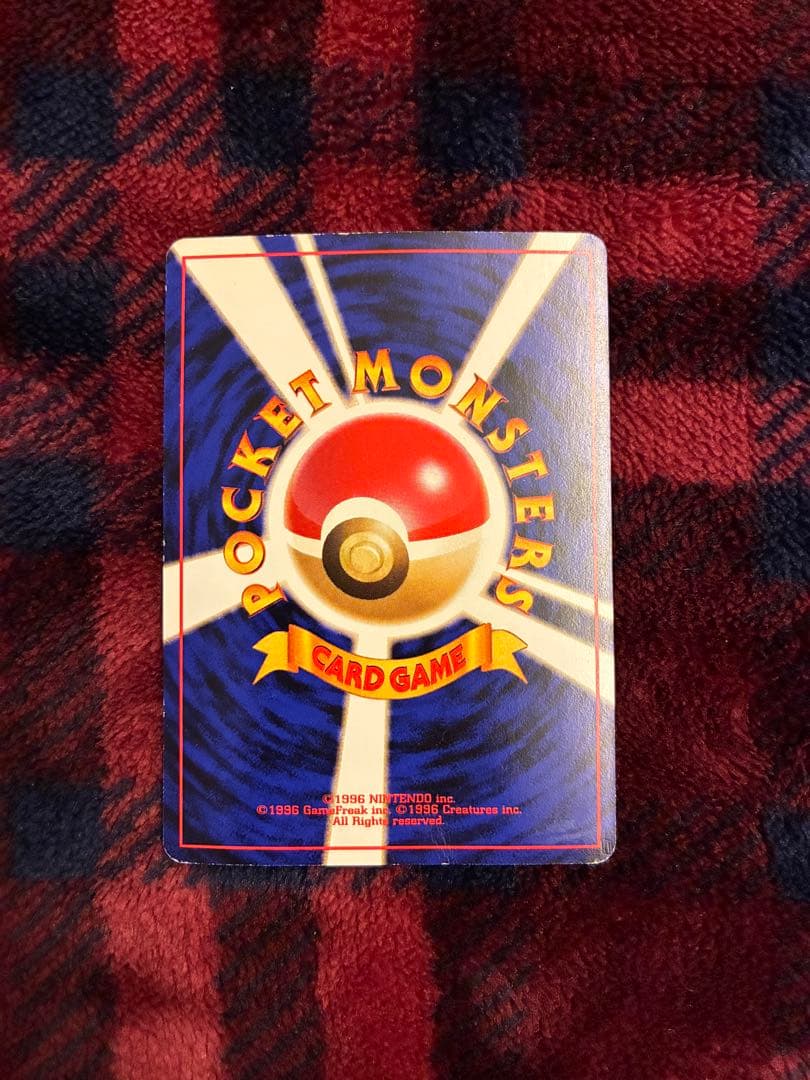 POCKET MONSTERS
CARD GAME
©1996 NINTENDO inc.
©1996 GameFreak inc. ©1996 Creatures inc.
All Rights reserved.